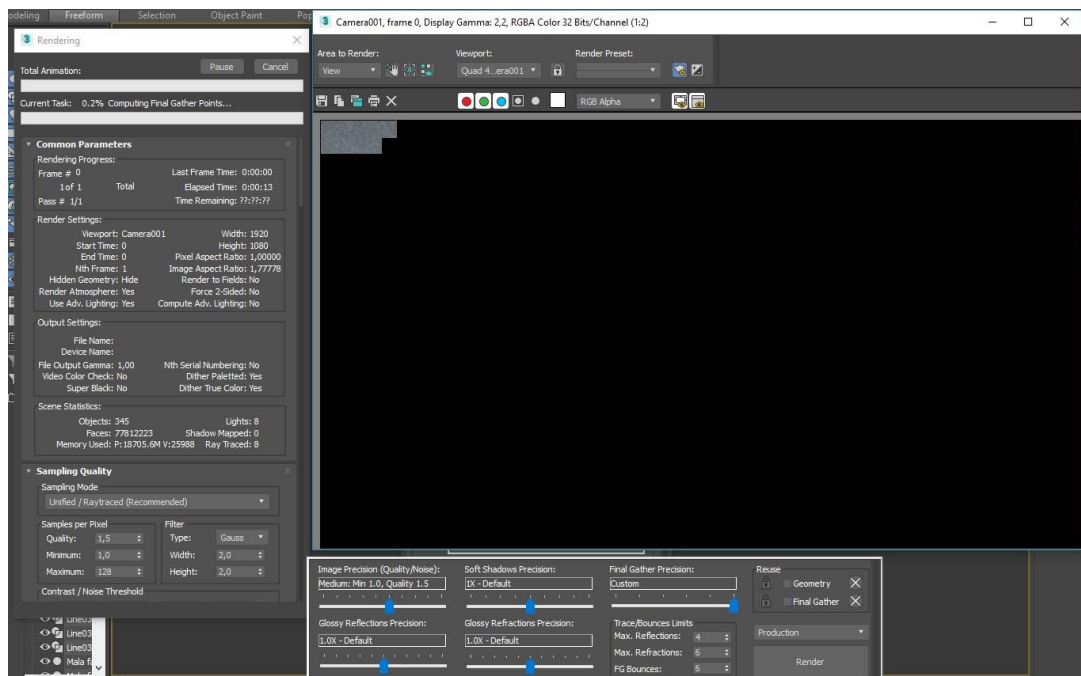 deling Freeform Selection Object Paint Pop
3 Rendering
Total Animation:
Pause Cancel
Current Task: 0.2% Computing Final Gather Points...
Common Parameters
Rendering Progress:
Frame # 0 Last Frame Time: 0:00:00
1 of 1 Total Elapsed Time: 0:00:13
Pass # 1/1 Time Remaining: ??:??:??
Render Settings:
Viewport: Camera001 Width: 1920
Start Time: 0 Height: 1080
End Time: 0 Pixel Aspect Ratio: 1,00000
Nth Frame: 1 Image Aspect Ratio: 1,77778
Hidden Geometry: Hide Render to Fields: No
Render Atmosphere: Yes Force 2-Sided: No
Use Adv. Lighting: Yes Compute Adv. Lighting: No
Output Settings:
File Name:
Device Name:
File Output Gamma: 1,00 Nth Serial Numbering: No
Video Color Check: No Dither Paletted: Yes
Super Black: No Dither True Color: Yes
Scene Statistics:
Objects: 345 Lights: 8
Faces: 77812223 Shadow Mapped: 0
Memory Used: P:18705.6M V:25988 Ray Traced: 8
Sampling Quality
Sampling Mode
Unified / Raytraced (Recommended)
Samples per Pixel Filter
Quality: 1,5 Type: Gauss
Minimum: 1,0 Width: 2,0
Maximum: 128 Height: 2,0
Contrast / Noise Threshold
Line03
Line03
Line03
Mala fa
3 Camera001, frame 0, Display Gamma: 2,2, RGBA Color 32 Bits/Channel (1:2)
Area to Render: Viewport: Render Preset:
View Quad 4...era001
RGB Alpha
Image Precision (Quality/Noise): Soft Shadows Precision: Final Gather Precision: Reuse
Medium: Min 1.0, Quality 1.5 1X - Default Custom Geometry
Final Gather
Glossy Reflections Precision: Glossy Refractions Precision: Trace/Bounces Limits
1.0X - Default 1.0X - Default Max. Reflections: 4 Production
Max. Refractions: 6
FG Bounces: 6 Render